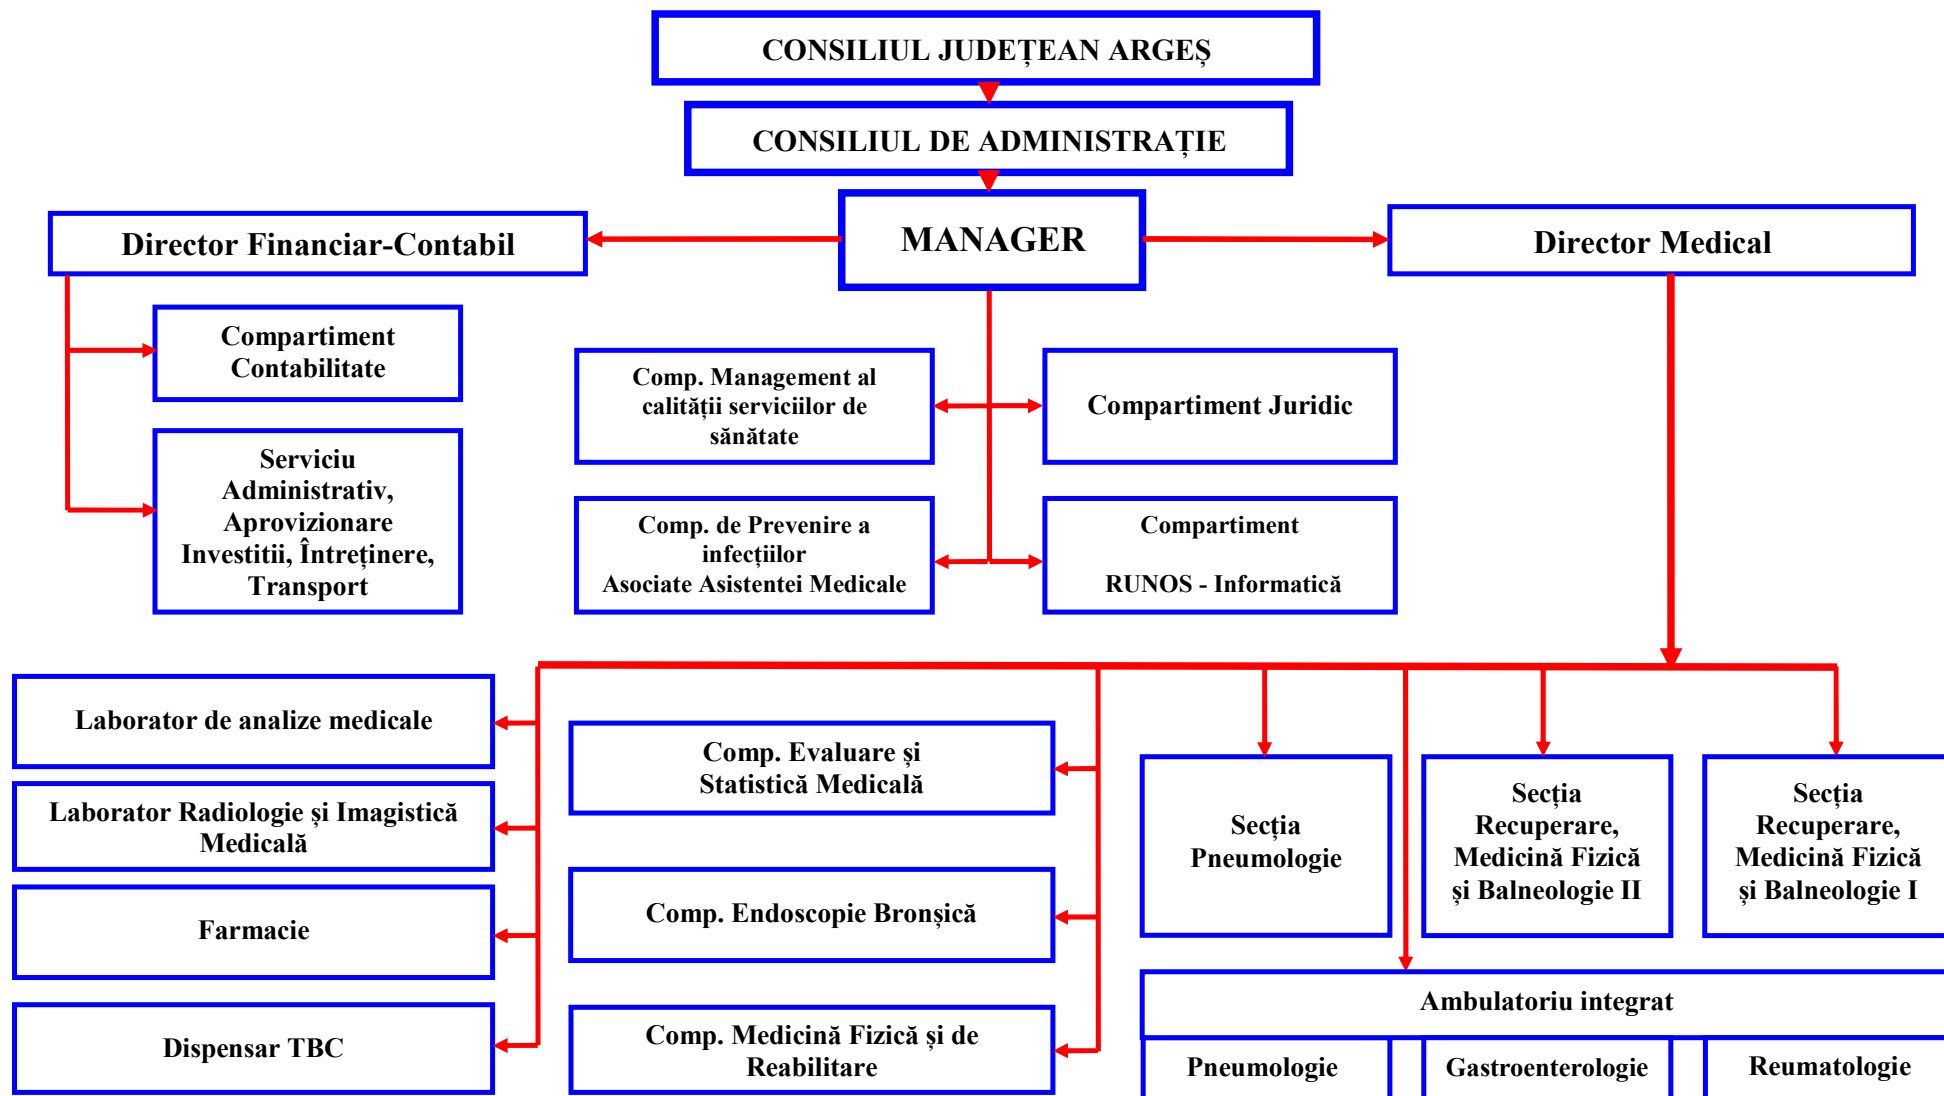 CONSILIUL JUDEȚEAN ARGEȘ
CONSILIUL DE ADMINISTRAȚIE
MANAGER
Director Financiar-Contabil
Director Medical
Compartiment
Contabilitate
Serviciu
Administrativ,
Aprovizionare
Investitii, Întreținere,
Transport
Comp. Management al
calității serviciilor de
sănătate
Compartiment Juridic
Comp. de Prevenire a
infecțiilor
Asociate Asistentei Medicale
Compartiment
RUNOS - Informatică
Laborator de analize medicale
Laborator Radiologie și Imagistică
Medicală
Farmacie
Dispensar TBC
Comp. Evaluare și
Statistică Medicală
Comp. Endoscopie Bronșică
Comp. Medicină Fizică și de
Reabilitare
Secția
Pneumologie
Secția
Recuperare,
Medicină Fizică
și Balneologie II
Secția
Recuperare,
Medicină Fizică
și Balneologie I
Ambulatoriu integrat
Pneumologie
Gastroenterologie
Reumatologie